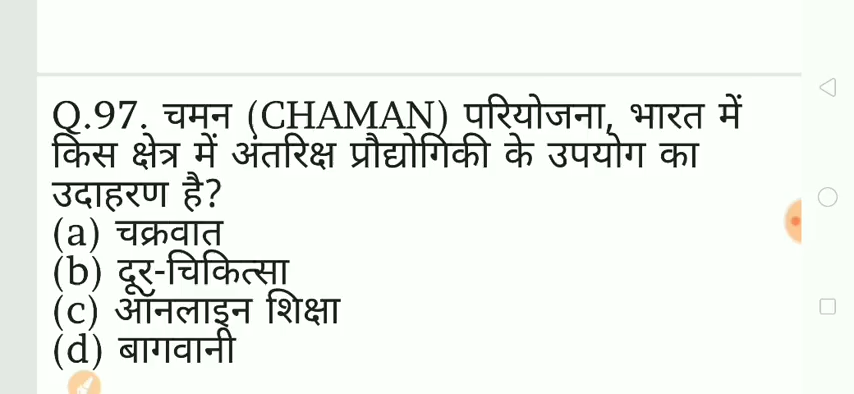 Q.97. चमन (CHAMAN) परियोजना, भारत में
किस क्षेत्र में अंतरिक्ष प्रौद्योगिकी के उपयोग का
उदाहरण है?
(a) चक्रवात
(b) दूर-चिकित्सा
(c) ऑनलाइन शिक्षा
(d) बागवानी